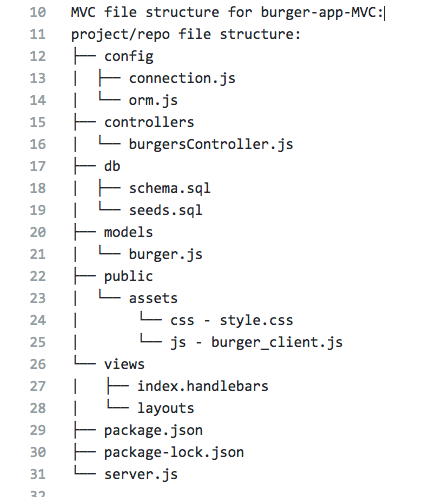 10 MVC file structure for burger-app-MVC:
11 project/repo file structure:
12 ├── config
13 │ ├── connection.js
14 │ └── orm.js
15 ├── controllers
16 │ └── burgersController.js
17 ├── db
18 │ ├── schema.sql
19 │ └── seeds.sql
20 ├── models
21 │ └── burger.js
22 ├── public
23 │ └── assets
24 │     └── css - style.css
25 │     └── js - burger_client.js
26 └── views
27 │  ├── index.handlebars
28 │  └── layouts
29 ├── package.json
30 ├── package-lock.json
31 └── server.js
32